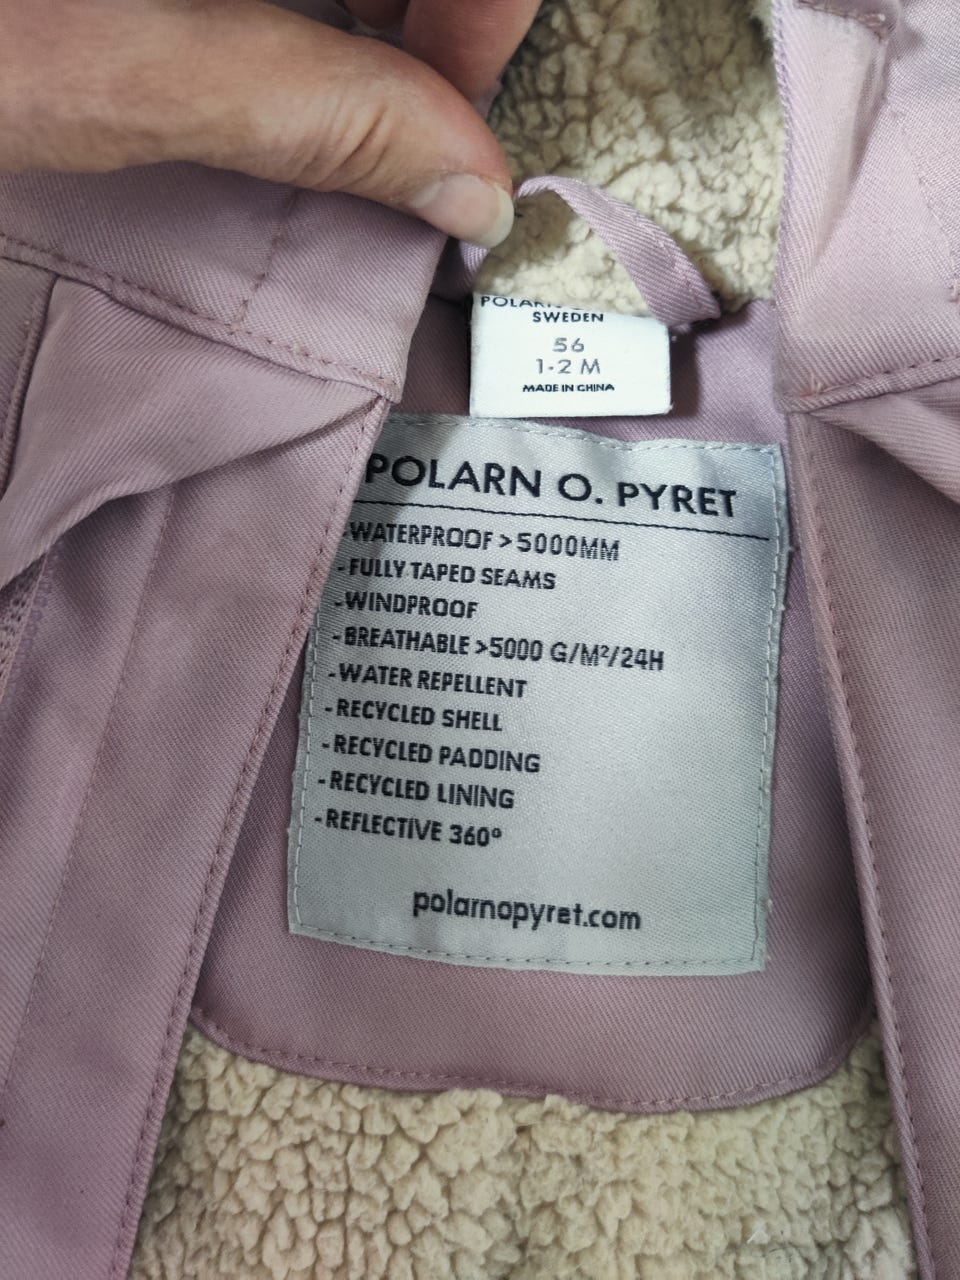 SWEDEN
56
1-2 M
MADE IN CHINA
POLARN O. PYRET
-WATERPROOF >5000MM
-FULLY TAPED SEAMS
-WINDPROOF
-BREATHABLE >5000 G/M²/24H
-WATER REPELLENT
-RECYCLED SHELL
-RECYCLED PADDING
-RECYCLED LINING
-REFLECTIVE 360°
polarnopyret.com